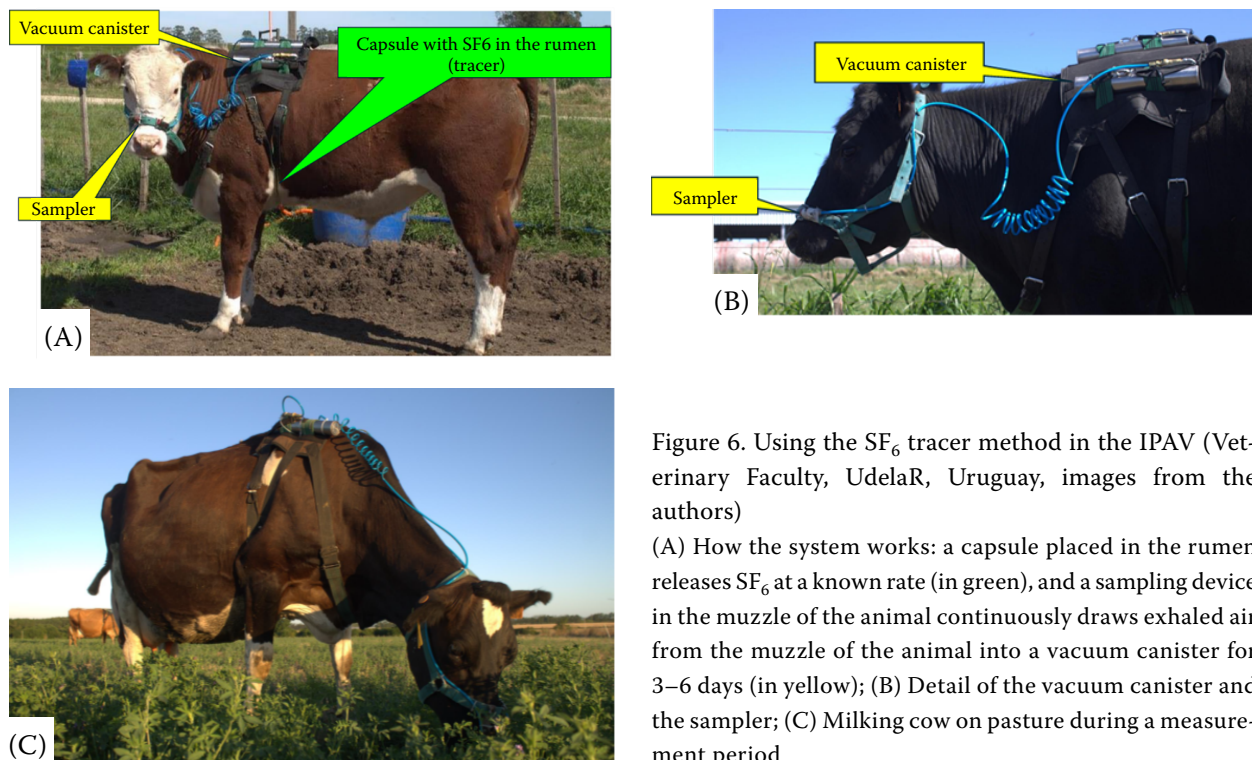 Vacuum canister
Capsule with SF6 in the rumen
(tracer)
Sampler
(A)
Vacuum canister
Sampler
(B)
(C)
Figure 6. Using the SF6 tracer method in the IPAV (Vet-
erinary Faculty, UdelaR, Uruguay, images from the
authors)
(A) How the system works: a capsule placed in the rumen
releases SF6 at a known rate (in green), and a sampling device
in the muzzle of the animal continuously draws exhaled air
from the muzzle of the animal into a vacuum canister for
3–6 days (in yellow); (B) Detail of the vacuum canister and
the sampler; (C) Milking cow on pasture during a measure-
ment period